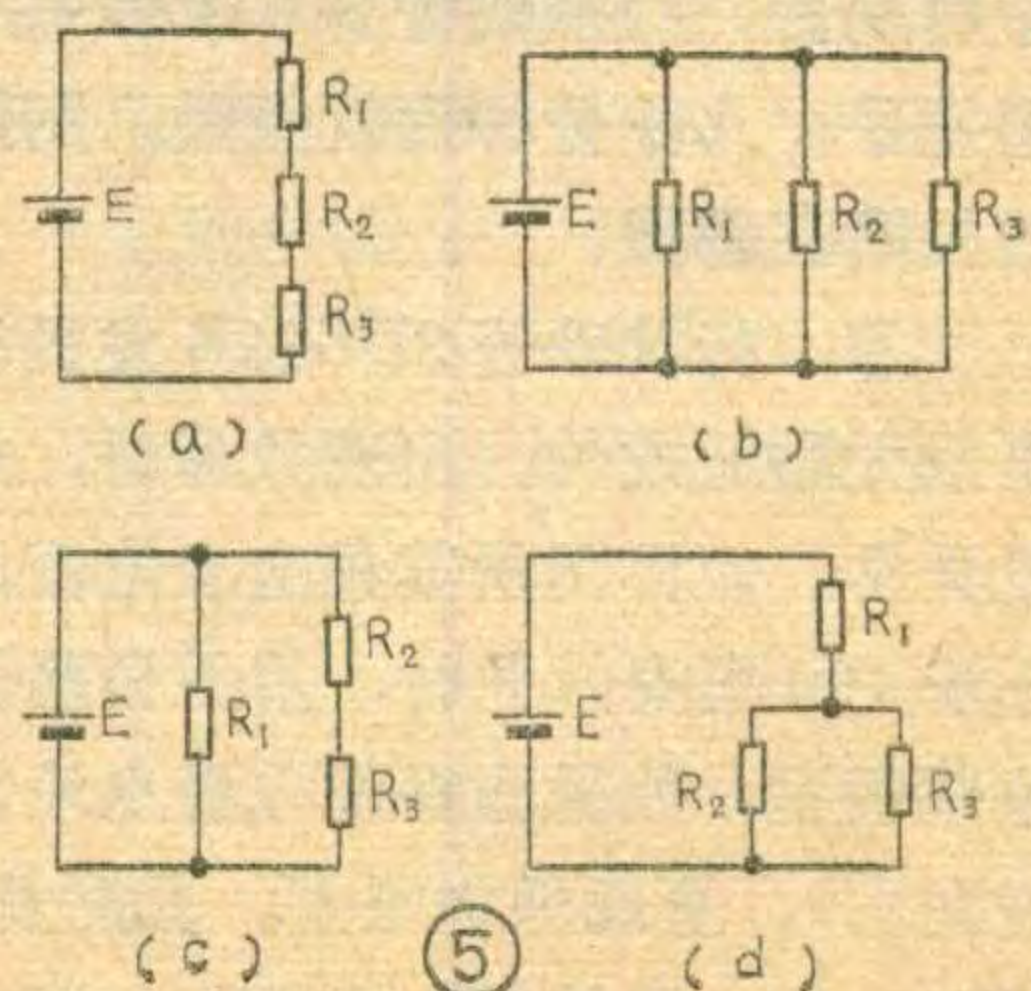 R₁
E R₂
R₃
(a)
E R₁ R₂ R₃
(b)
R₂
E R₁
R₃
(c)
R₁
E
R₂ R₃
(d)
5